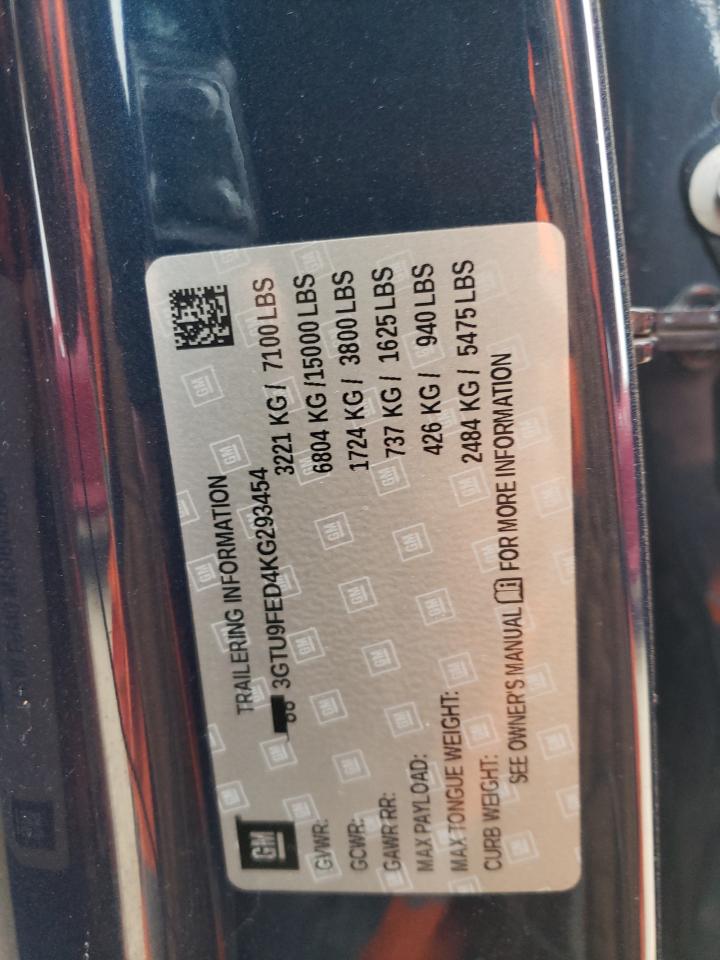 GM
TRAILERING INFORMATION
3GTU9FED4KG293454
GVWR: 3221 KG / 7100 LBS
GCWR: 6804 KG /15000 LBS
GAWR RR: 1724 KG / 3800 LBS
MAX PAYLOAD: 737 KG / 1625 LBS
MAX TONGUE WEIGHT: 426 KG / 940 LBS
CURB WEIGHT: 2484 KG / 5475 LBS
SEE OWNER'S MANUAL FOR MORE INFORMATION